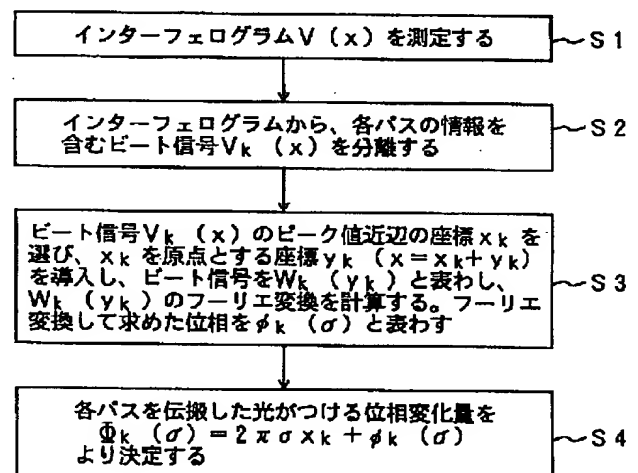 インターフェログラムV（x）を測定する
～S1
インターフェログラムから、各パスの情報を
含むビート信号Vk（x）を分離する
～S2
ビート信号Vk（x）のピーク値近辺の座標xkを
選び、xkを原点とする座標yk（x＝xk＋yk）
を導入し、ビート信号をWk（yk）と表わし、
Wk（yk）のフーリエ変換を計算する。フーリエ
変換して求めた位相をφk（σ）と表わす
～S3
各パスを伝搬した光がつける位相変化量を
Φk（σ）＝2πσxk＋φk（σ）
より決定する
～S4